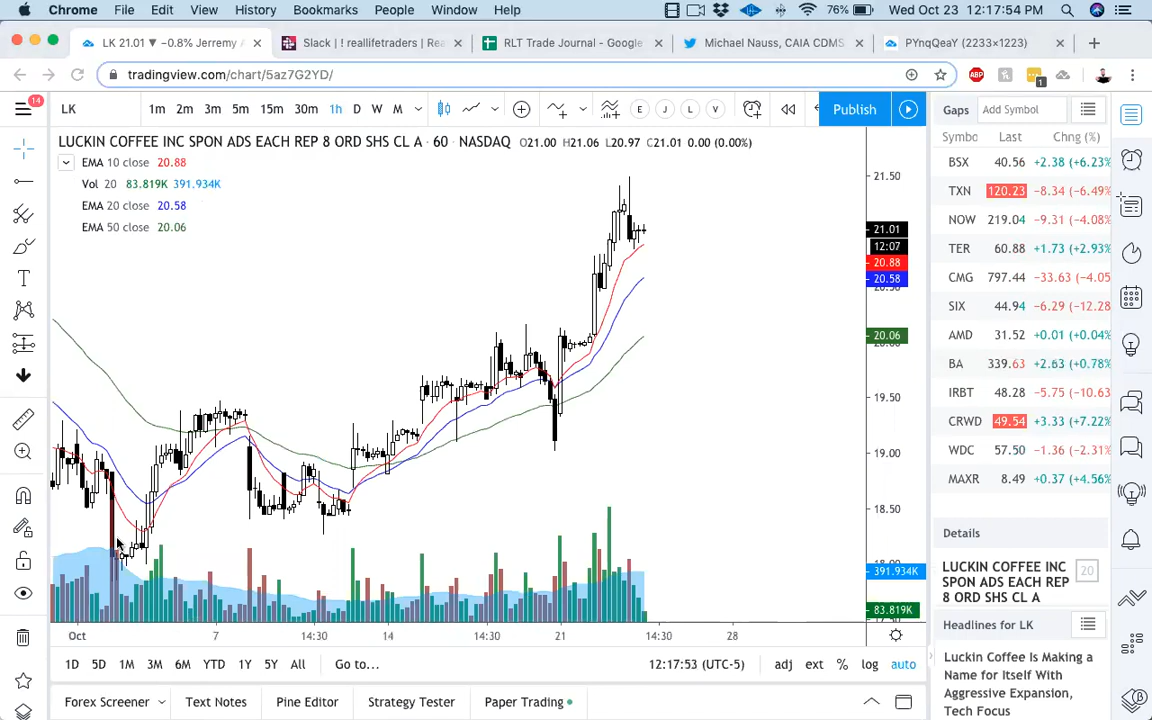 Chrome File Edit View History Bookmarks People Window Help 76% Wed Oct 23 12:17:54 PM
LK 21.01 ▼ −0.8% Jerremy A
Slack | ! reallifetraders | Rea
RLT Trade Journal - Google
Michael Nauss, CAIA CDMS
PYnqQeaY (2233×1223)
tradingview.com/chart/5az7G2YD/
ABP
1
14
LK 1m 2m 3m 5m 15m 30m 1h D W M
E J L V
Publish
LUCKIN COFFEE INC SPON ADS EACH REP 8 ORD SHS CL A · 60 · NASDAQ O21.00 H21.06 L20.97 C21.01 0.00 (0.00%)
EMA 10 close 20.88
Vol 20 83.819K 391.934K
EMA 20 close 20.58
EMA 50 close 20.06
21.50
21.01
12:07
20.88
20.58
20.06
19.50
19.00
18.50
391.934K
83.819K
Oct 7 14:30 14 14:30 21 14:30 28
1D 5D 1M 3M 6M YTD 1Y 5Y All Go to... 12:17:53 (UTC-5) adj ext % log auto
Forex Screener Text Notes Pine Editor Strategy Tester Paper Trading
Gaps Add Symbol
Symbo Last Chng (%)
BSX 40.56 +2.38 (+6.23%
TXN 120.23 −8.34 (−6.49%
NOW 219.04 −9.31 (−4.08%
TER 60.88 +1.73 (+2.93%
CMG 797.44 −33.63 (−4.05
SIX 44.94 −6.29 (−12.28
AMD 31.52 +0.01 (+0.04%
BA 339.63 +2.63 (+0.78%
IRBT 48.28 −5.75 (−10.63
CRWD 49.54 +3.33 (+7.22%
WDC 57.50 −1.36 (−2.31%
MAXR 8.49 +0.37 (+4.56%
Details
LUCKIN COFFEE INC
SPON ADS EACH REP
8 ORD SHS CL A
20
Headlines for LK
Luckin Coffee Is Making a
Name for Itself With
Aggressive Expansion,
Tech Focus